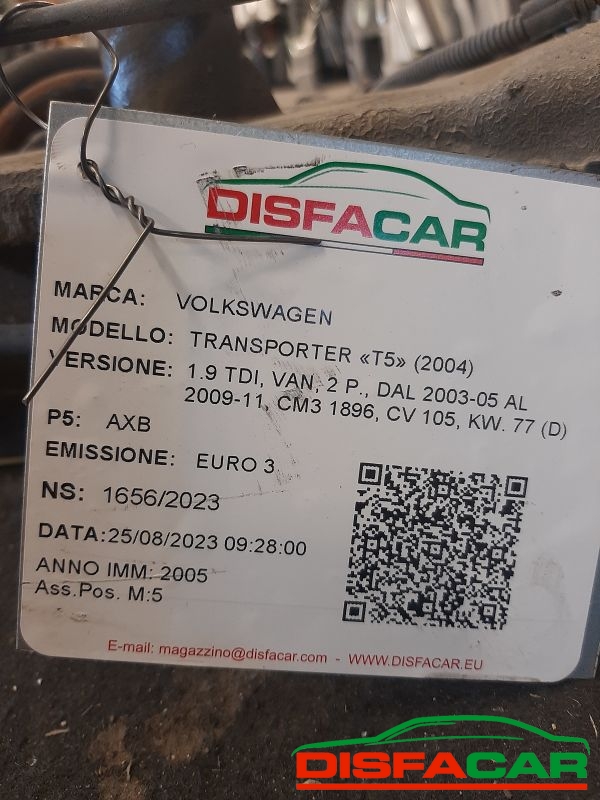 DISFACAR
MARCA: VOLKSWAGEN
MODELLO: TRANSPORTER «T5» (2004)
VERSIONE: 1.9 TDI, VAN, 2 P., DAL 2003-05 AL
2009-11, CM3 1896, CV 105, KW. 77 (D)
P5: AXB
EMISSIONE: EURO 3
NS: 1656/2023
DATA:25/08/2023 09:28:00
ANNO IMM: 2005
Ass.Pos. M:5
E-mail: magazzino@disfacar.com - WWW.DISFACAR.EU
DISFACAR